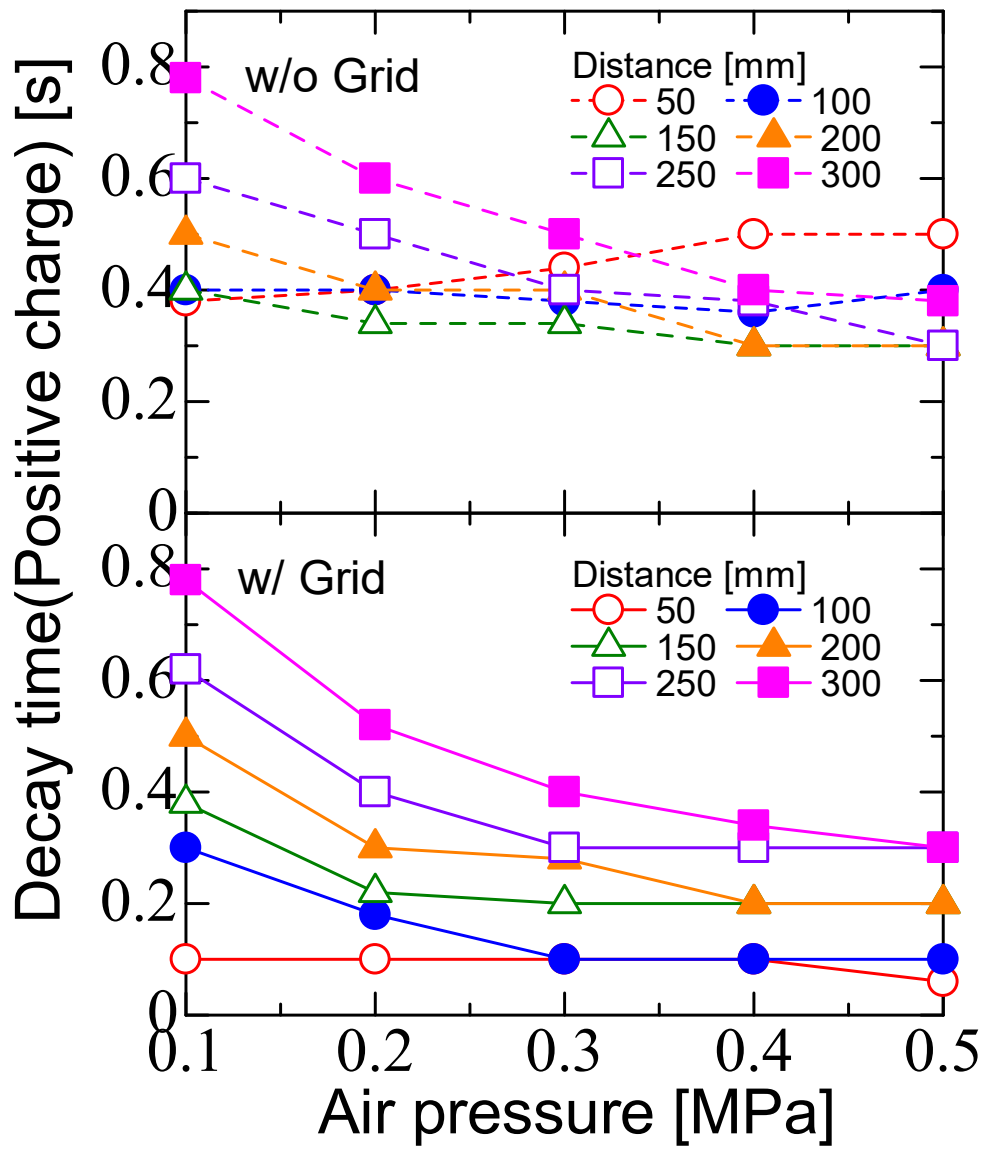 Decay time(Positive charge) [s]
w/o Grid
Distance [mm]
50 100
150 200
250 300
0.8
0.6
0.4
0.2
0
w/ Grid
Distance [mm]
50 100
150 200
250 300
0.8
0.6
0.4
0.2
0
0.1 0.2 0.3 0.4 0.5
Air pressure [MPa]